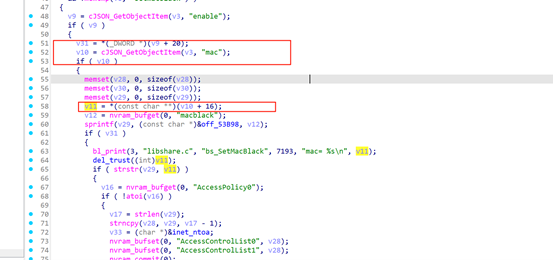 47 {
48 v9 = cJSON_GetObjectItem(v3, "enable");
49 if ( v9 )
50 {
51 v31 = *(_DWORD *)(v9 + 20);
52 v10 = cJSON_GetObjectItem(v3, "mac");
53 if ( v10 )
54 {
55 memset(v28, 0, sizeof(v28));
56 memset(v30, 0, sizeof(v30));
57 memset(v29, 0, sizeof(v29));
58 v11 = *(const char **)(v10 + 16);
59 v12 = nvram_bufget(0, "macblack");
60 sprintf(v29, (const char *)&off_53B98, v12);
61 if ( v31 )
62 {
63 bl_print(3, "libshare.c", "bs_SetMacBlack", 7193, "mac= %s\n", v11);
64 del_trust((int)v11);
65 if ( strstr(v29, v11) )
66 {
67 v16 = nvram_bufget(0, "AccessPolicy0");
68 if ( !atoi(v16) )
69 {
70 v17 = strlen(v29);
71 strncpy(v28, v29, v17 - 1);
72 v33 = (char *)&inet_ntoa;
73 nvram_bufset(0, "AccessControlList0", v28);
74 nvram_bufset(0, "AccessControlList1", v28);
75 nvram_commit(0);